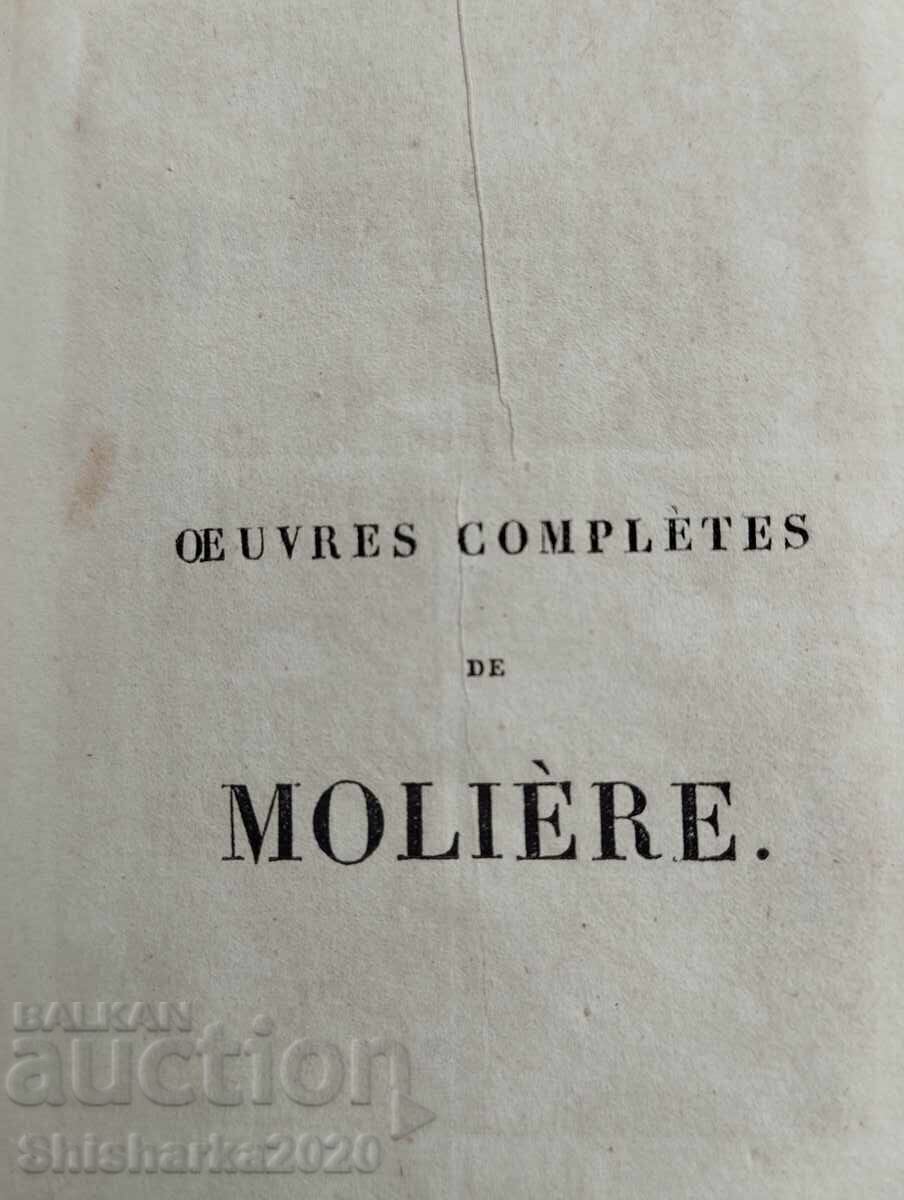 ŒUVRES COMPLÈTES
DE
MOLIÈRE.
BALKAN
auction
Shisharka2020